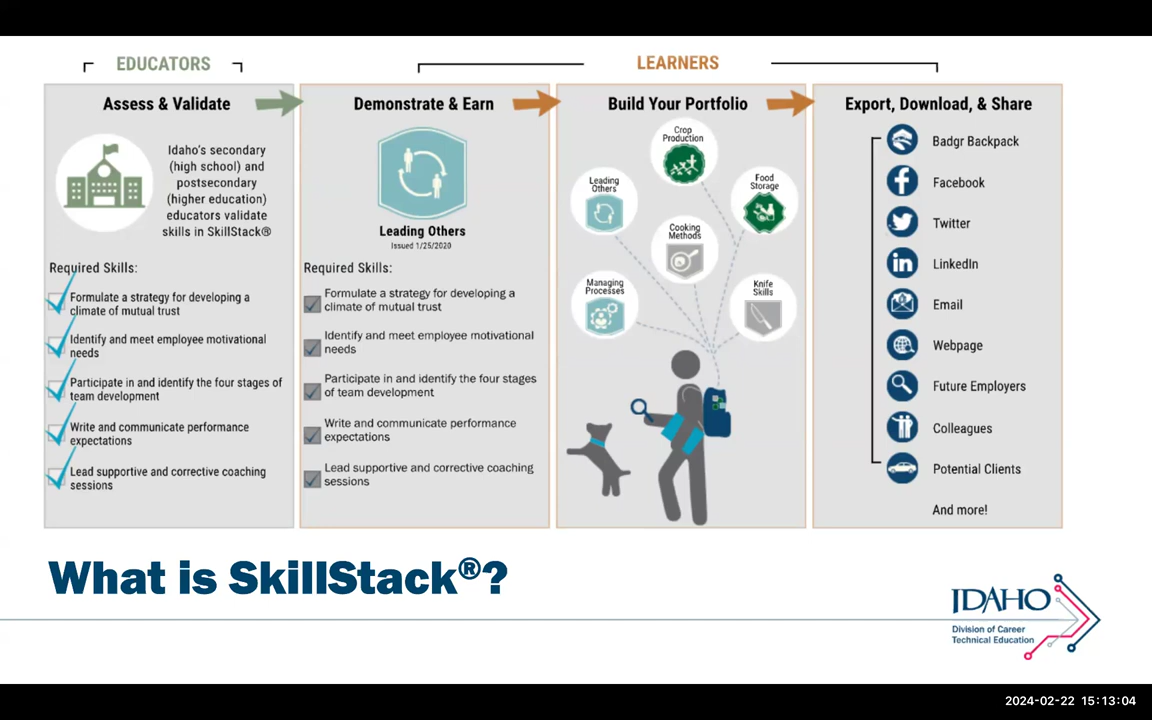 EDUCATORS
LEARNERS
Assess & Validate
Idaho's secondary
(high school) and
postsecondary
(higher education)
educators validate
skills in SkillStack®
Required Skills:
Formulate a strategy for developing a
climate of mutual trust
Identify and meet employee motivational
needs
Participate in and identify the four stages of
team development
Write and communicate performance
expectations
Lead supportive and corrective coaching
sessions
Demonstrate & Earn
Leading Others
Issued 1/25/2020
Required Skills:
Formulate a strategy for developing a
climate of mutual trust
Identify and meet employee motivational
needs
Participate in and identify the four stages
of team development
Write and communicate performance
expectations
Lead supportive and corrective coaching
sessions
Build Your Portfolio
Crop
Production
Leading
Others
Food
Storage
Cooking
Methods
Managing
Processes
Knife
Skills
Export, Download, & Share
Badgr Backpack
Facebook
Twitter
LinkedIn
Email
Webpage
Future Employers
Colleagues
Potential Clients
And more!
What is SkillStack®?
IDAHO
Division of Career
Technical Education
2024-02-22 15:13:04